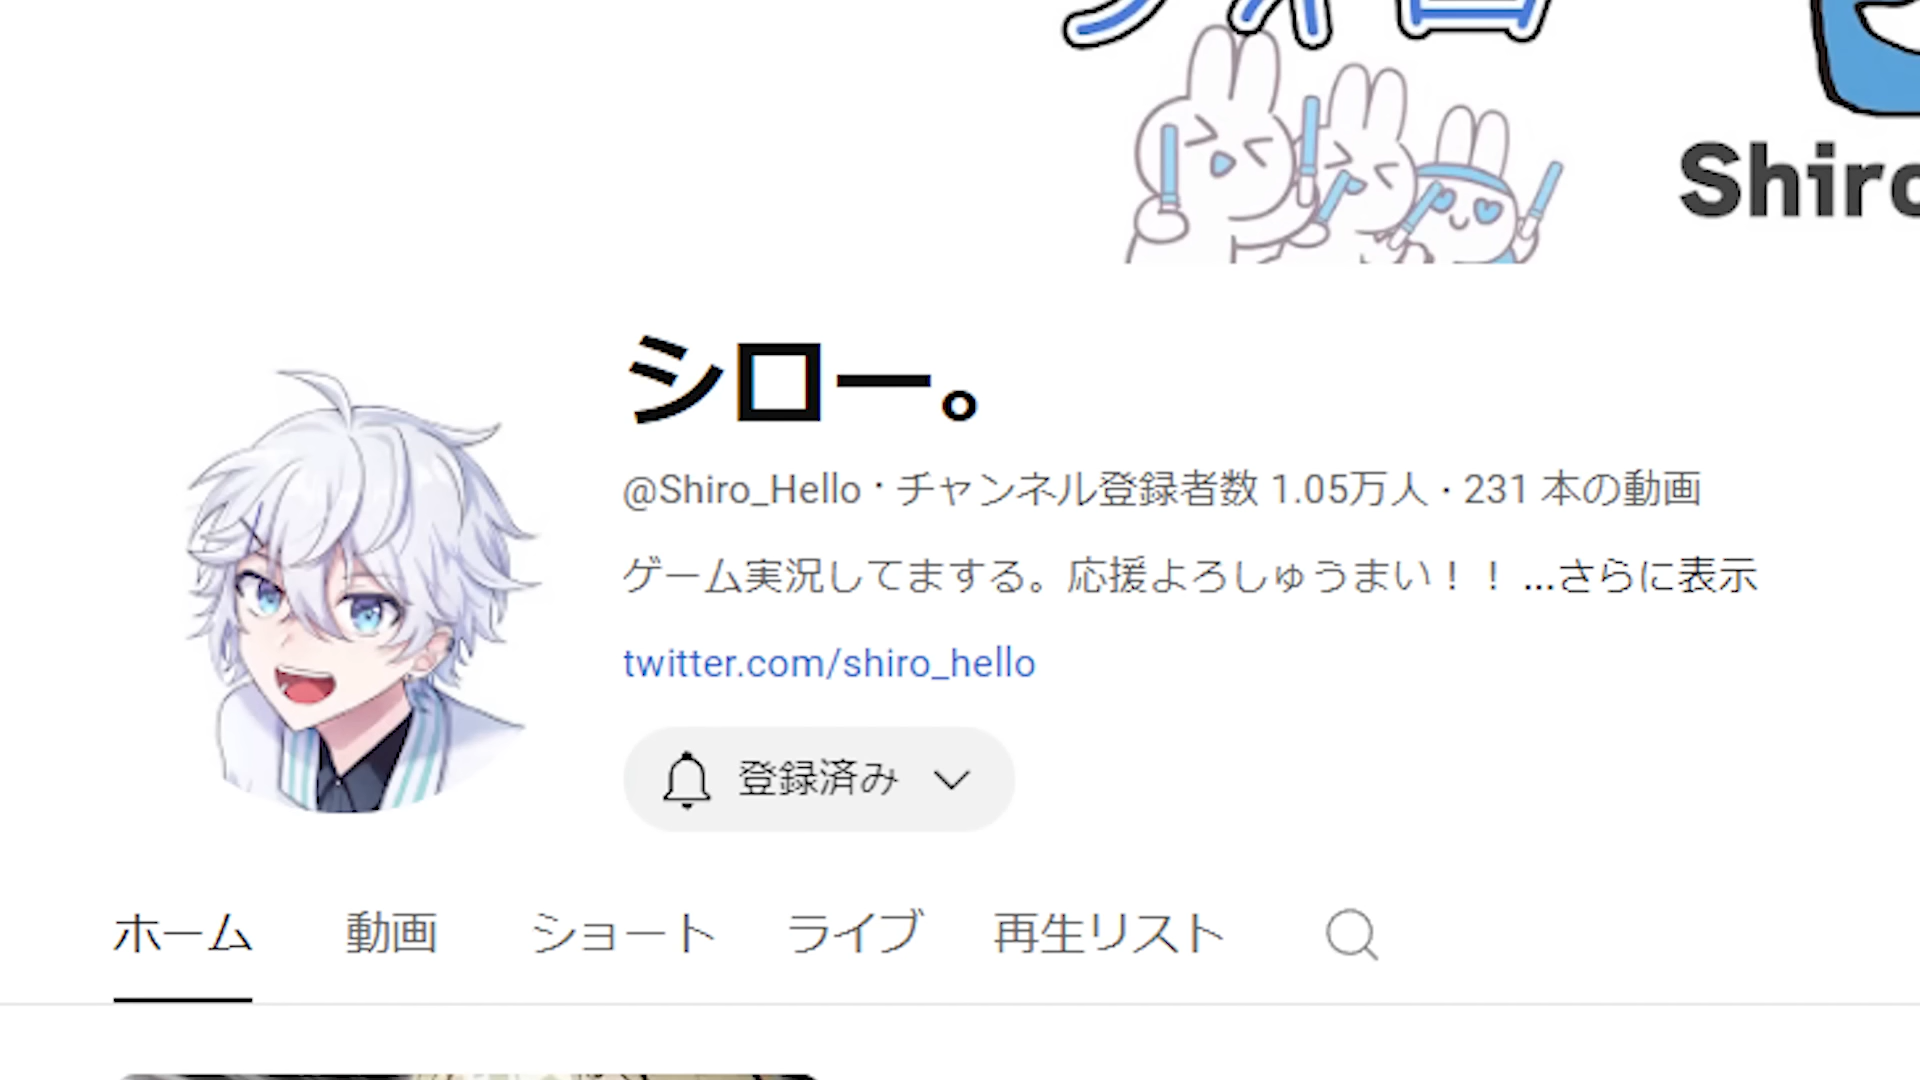 Shiro
シロー。
@Shiro_Hello・チャンネル登録者数 1.05万人・231 本の動画
ゲーム実況してまする。応援よろしゅうまい！！ ...さらに表示
twitter.com/shiro_hello
登録済み
ホーム 動画 ショート ライブ 再生リスト